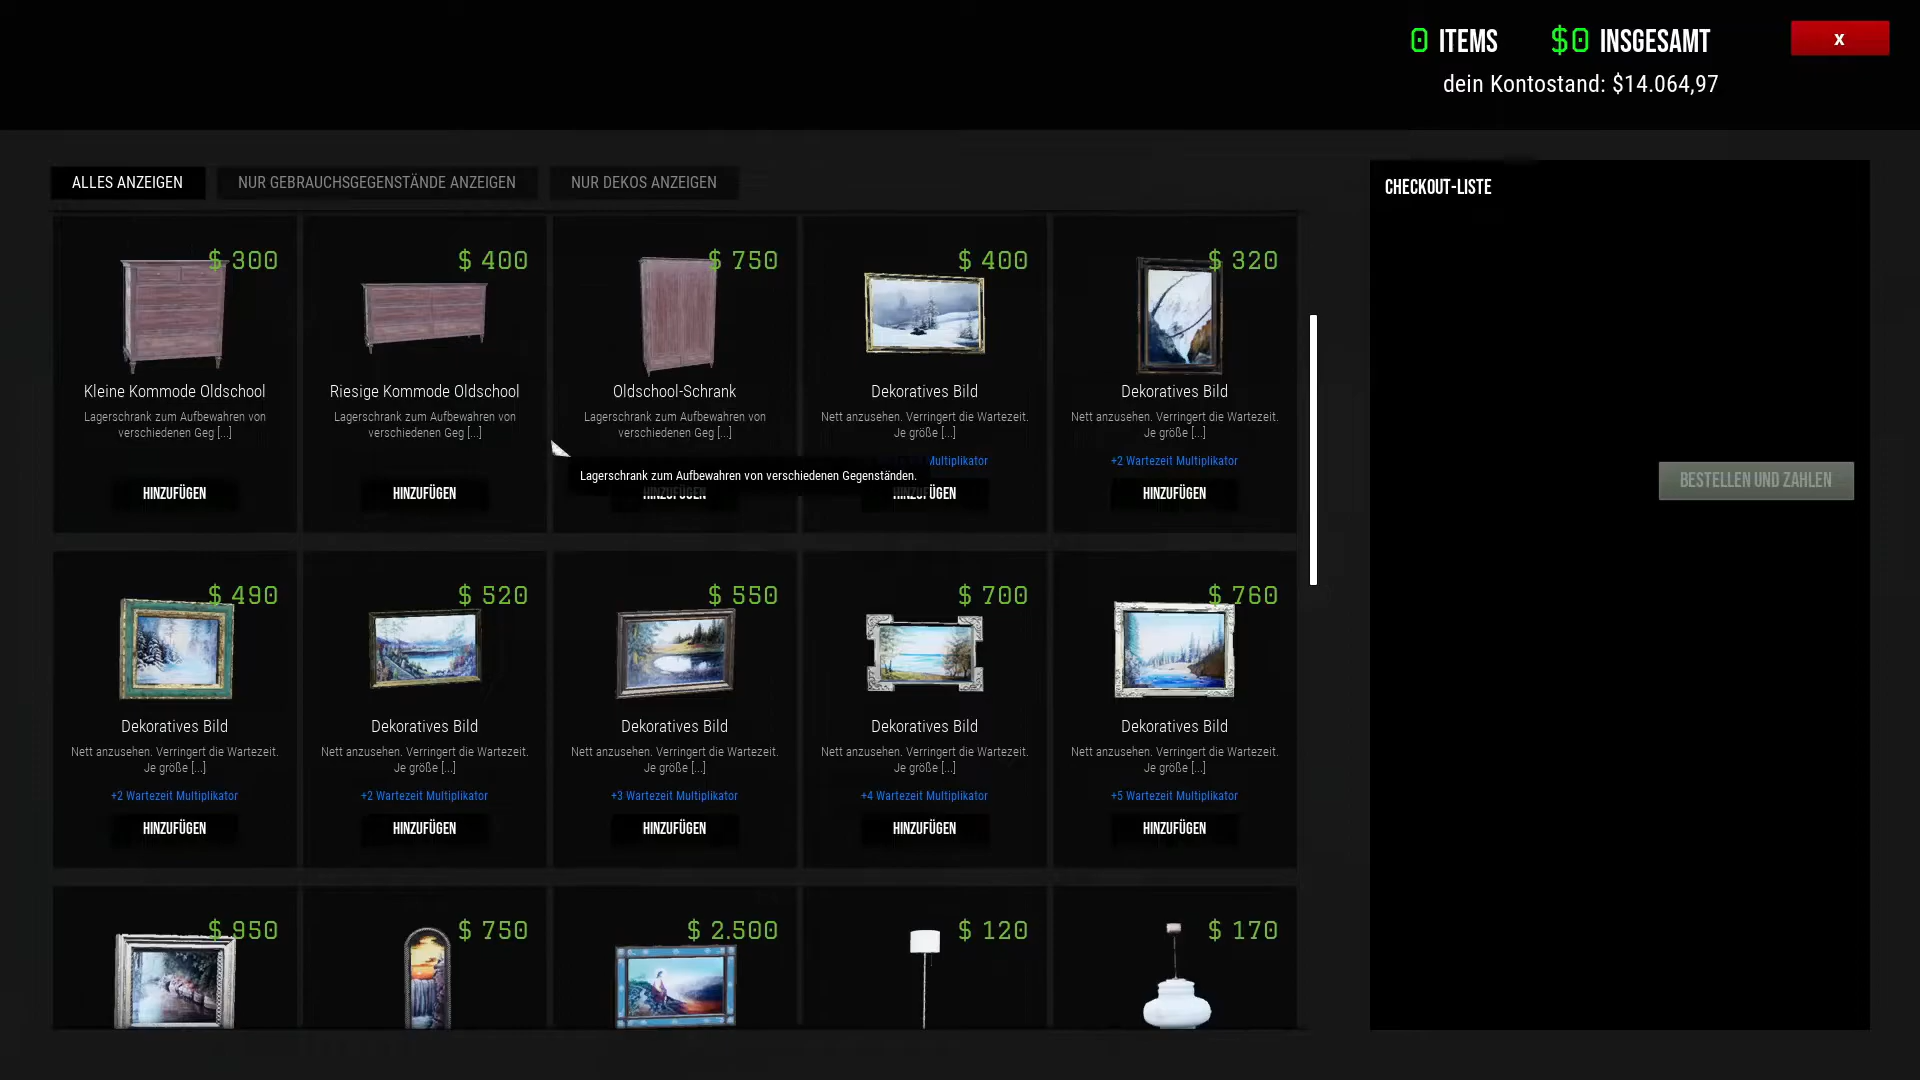 0 ITEMS $0 INSGESAMT
x
dein Kontostand: $14.064,97
ALLES ANZEIGEN
NUR GEBRAUCHSGEGENSTÄNDE ANZEIGEN
NUR DEKOS ANZEIGEN
CHECKOUT-LISTE
$ 300
Kleine Kommode Oldschool
Lagerschrank zum Aufbewahren von
verschiedenen Geg [...]
HINZUFÜGEN
$ 400
Riesige Kommode Oldschool
Lagerschrank zum Aufbewahren von
verschiedenen Geg [...]
HINZUFÜGEN
$ 750
Oldschool-Schrank
Lagerschrank zum Aufbewahren von
verschiedenen Geg [...]
Lagerschrank zum Aufbewahren von verschiedenen Gegenständen.
HINZUFÜGEN
$ 400
Dekoratives Bild
Nett anzusehen. Verringert die Wartezeit.
Je größe [...]
Multiplikator
HINZUFÜGEN
$ 320
Dekoratives Bild
Nett anzusehen. Verringert die Wartezeit.
Je größe [...]
+2 Wartezeit Multiplikator
HINZUFÜGEN
BESTELLEN UND ZAHLEN
$ 490
Dekoratives Bild
Nett anzusehen. Verringert die Wartezeit.
Je größe [...]
+2 Wartezeit Multiplikator
HINZUFÜGEN
$ 520
Dekoratives Bild
Nett anzusehen. Verringert die Wartezeit.
Je größe [...]
+2 Wartezeit Multiplikator
HINZUFÜGEN
$ 550
Dekoratives Bild
Nett anzusehen. Verringert die Wartezeit.
Je größe [...]
+3 Wartezeit Multiplikator
HINZUFÜGEN
$ 700
Dekoratives Bild
Nett anzusehen. Verringert die Wartezeit.
Je größe [...]
+4 Wartezeit Multiplikator
HINZUFÜGEN
$ 760
Dekoratives Bild
Nett anzusehen. Verringert die Wartezeit.
Je größe [...]
+5 Wartezeit Multiplikator
HINZUFÜGEN
$ 950
$ 750
$ 2.500
$ 120
$ 170